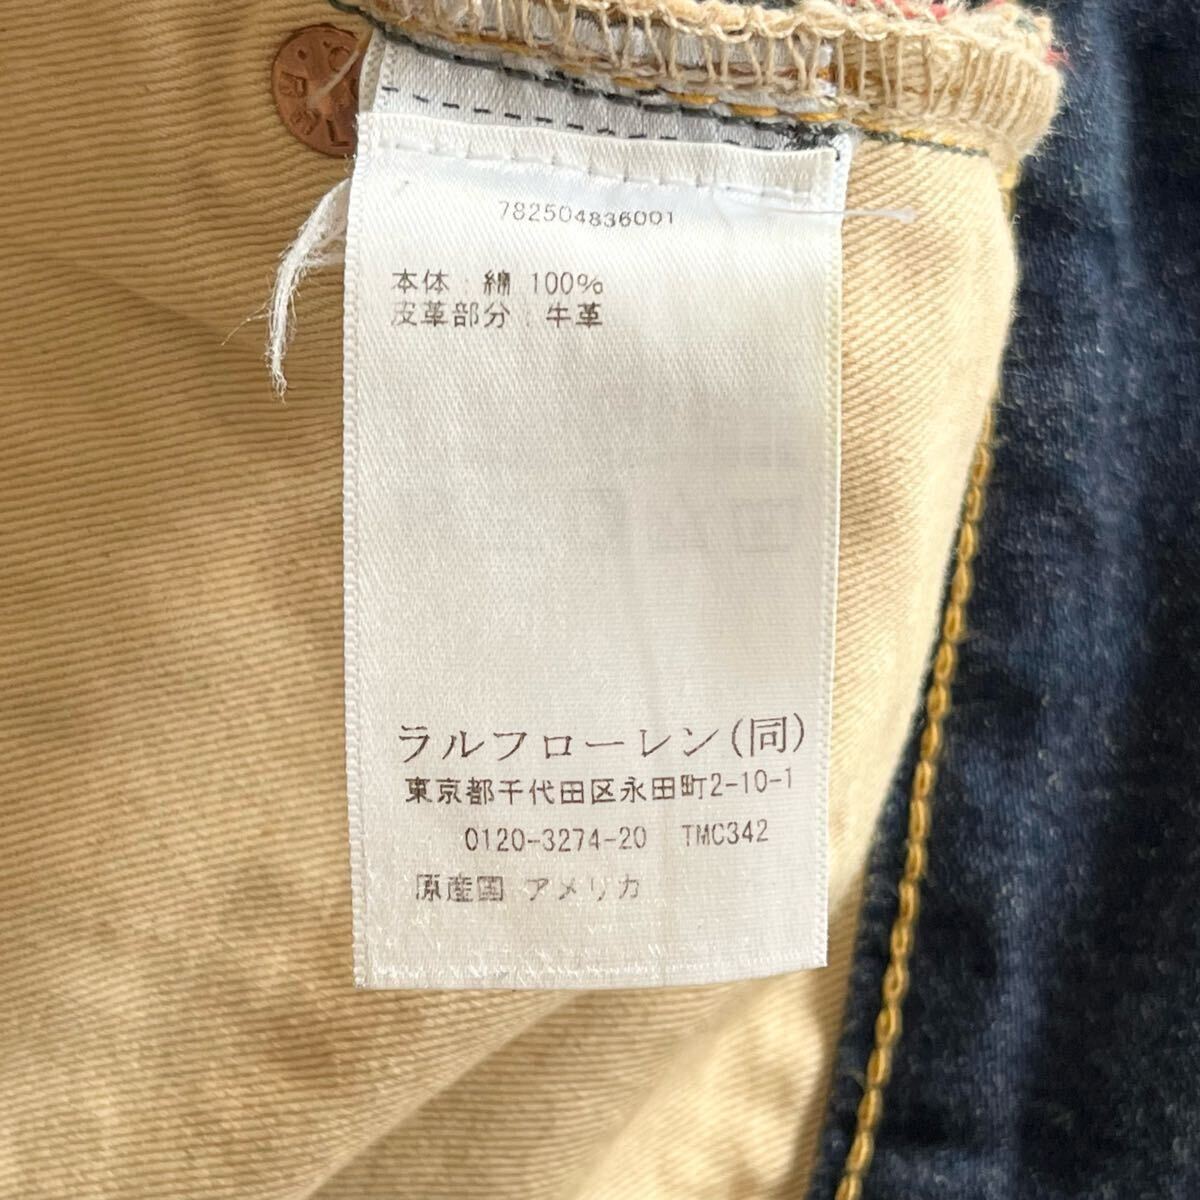 782504836001
本体:綿 100%
皮革部分:牛革
ラルフローレン(同)
東京都千代田区永田町2-10-1
0120-3274-20 TMC342
原産国 アメリカ